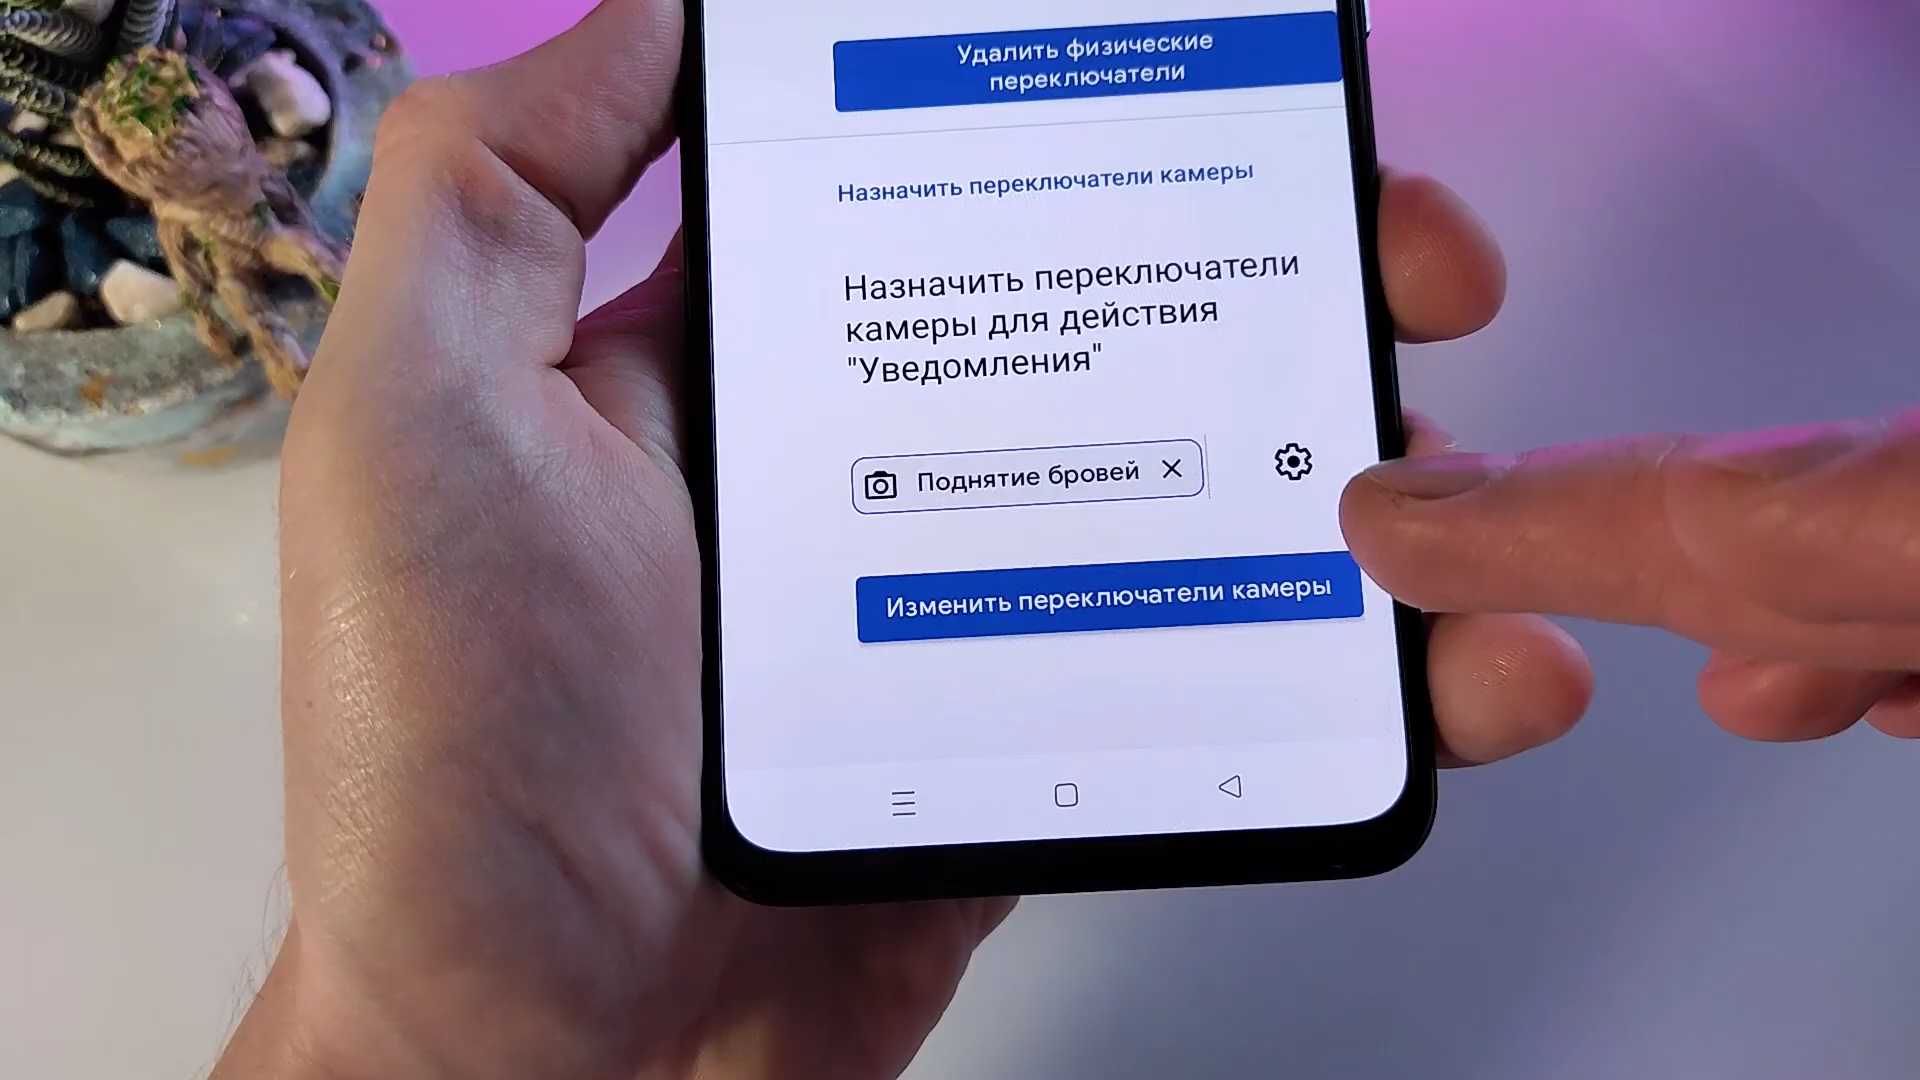 Удалить физические
переключатели
Назначить переключатели камеры
Назначить переключатели
камеры для действия
"Уведомления"
Поднятие бровей
Изменить переключатели камеры